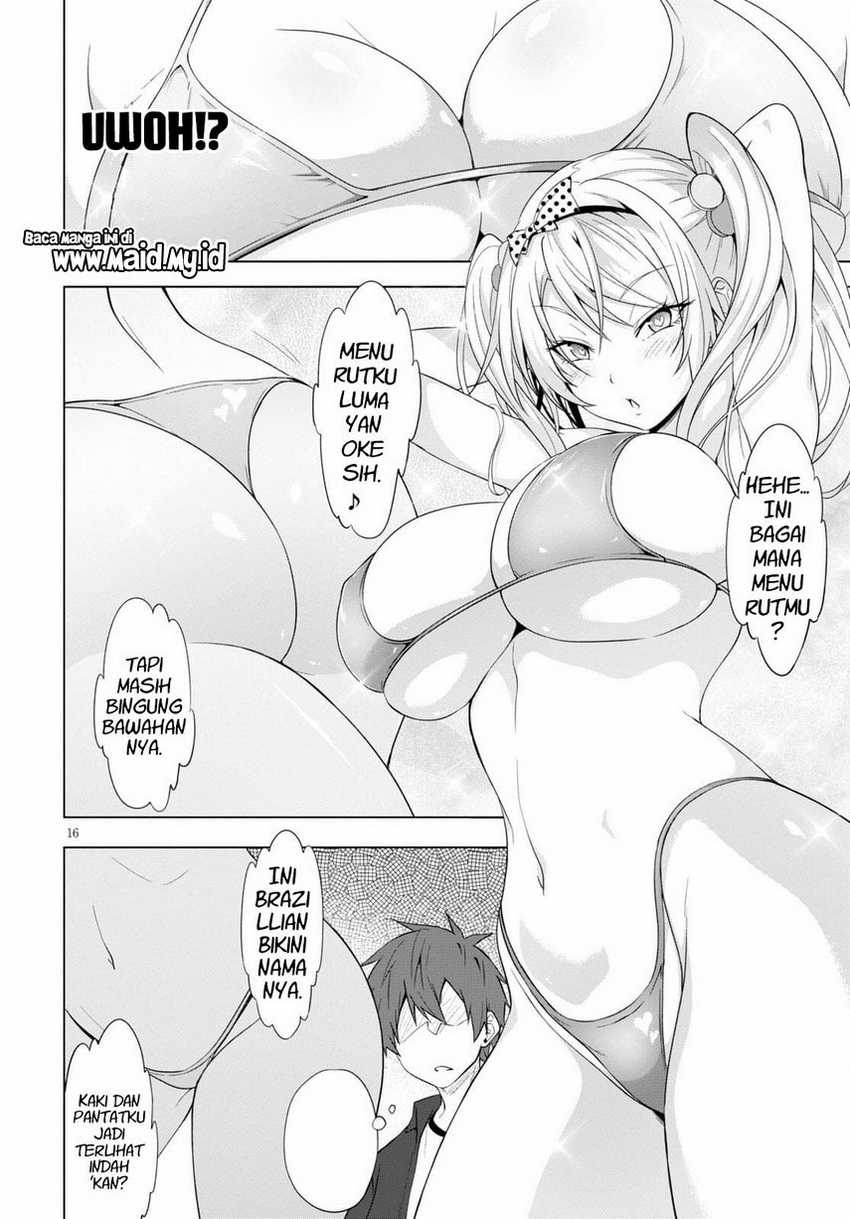 UWOH!?
Baca Manga ini di
www.Maid.My.id
HEHE...
INI
BAGAI
MANA
MENU
RUTMU
?
MENU
RUTKU
LUMA
YAN
OKE
SIH.
♪
TAPI
MASIH
BINGUNG
BAWAHAN
NYA.
16
INI
BRAZI
LLIAN
BIKINI
NAMA
NYA.
KAKI DAN
PANTATKU
JADI
TERLIHAT
INDAH
'KAN?